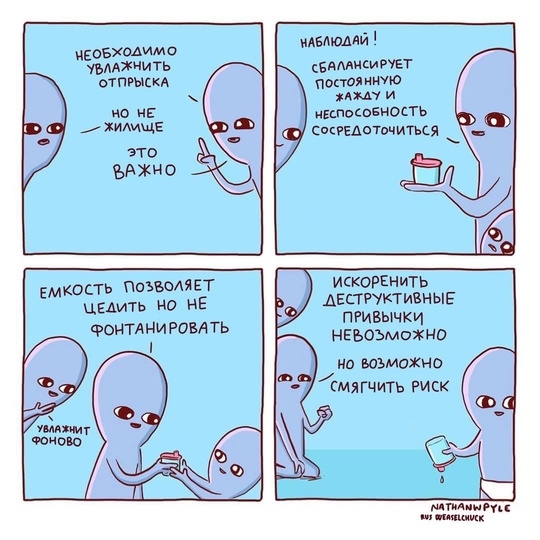 НЕОБХОДИМО
УВЛАЖНИТЬ
ОТПРЫСКА
НО НЕ
ЖИЛИЩЕ
ЭТО
ВАЖНО
НАБЛЮДАЙ!
СБАЛАНСИРУЕТ
ПОСТОЯННУЮ
ЖАЖДУ И
НЕСПОСОБНОСТЬ
СОСРЕДОТОЧИТЬСЯ
ЕМКОСТЬ ПОЗВОЛЯЕТ
ЦЕДИТЬ НО НЕ
ФОНТАНИРОВАТЬ
УВЛАЖНИТ
ФОНОВО
ИСКОРЕНИТЬ
ДЕСТРУКТИВНЫЕ
ПРИВЫЧКИ
НЕВОЗМОЖНО
НО ВОЗМОЖНО
СМЯГЧИТЬ РИСК
NATHANWPYLE
RUS WEASELCHUCK